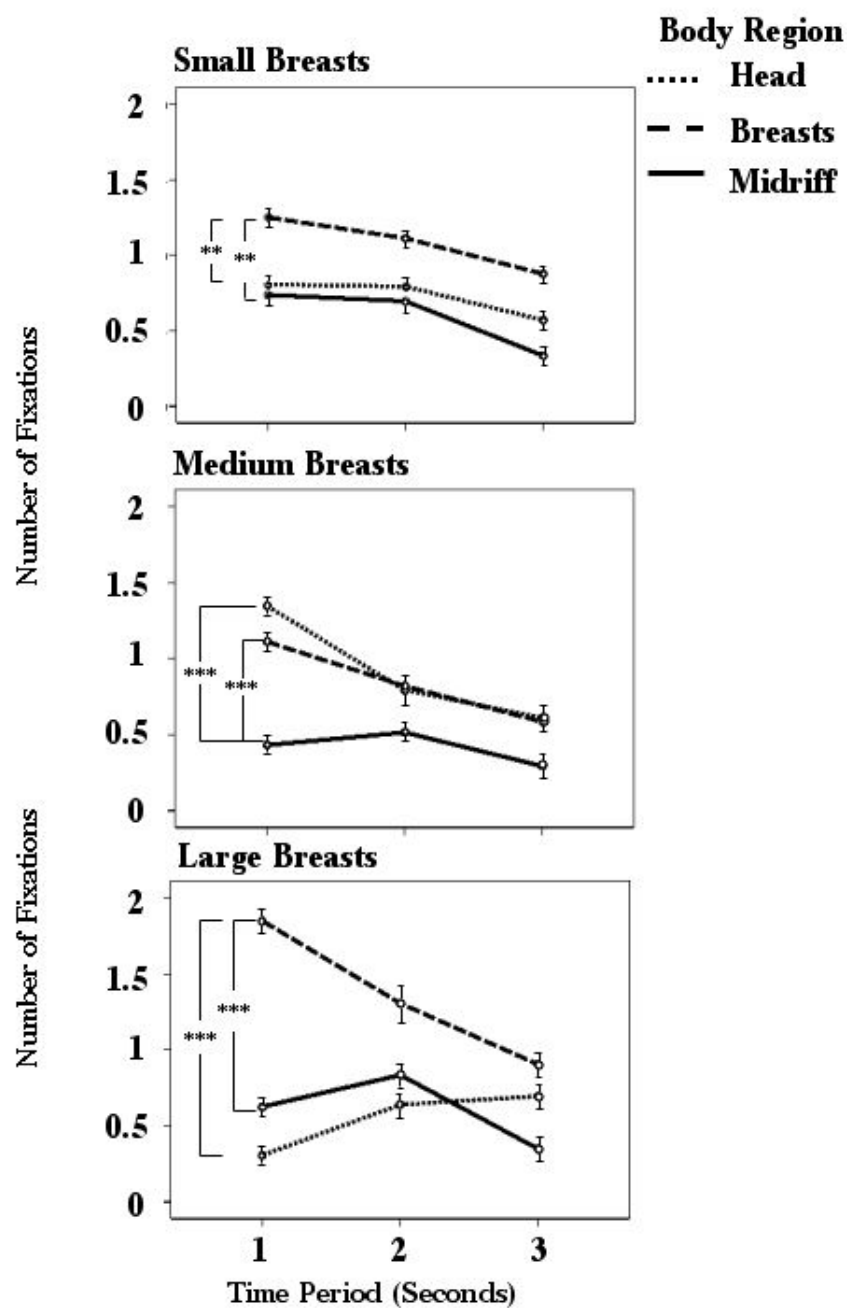 Body Region
Head
Breasts
Midriff
Small Breasts
2
1.5
1
0.5
0
**
**
Number of Fixations
Medium Breasts
2
1.5
1
0.5
0
***
***
Large Breasts
2
1.5
1
0.5
0
***
***
Number of Fixations
1 2 3
Time Period (Seconds)